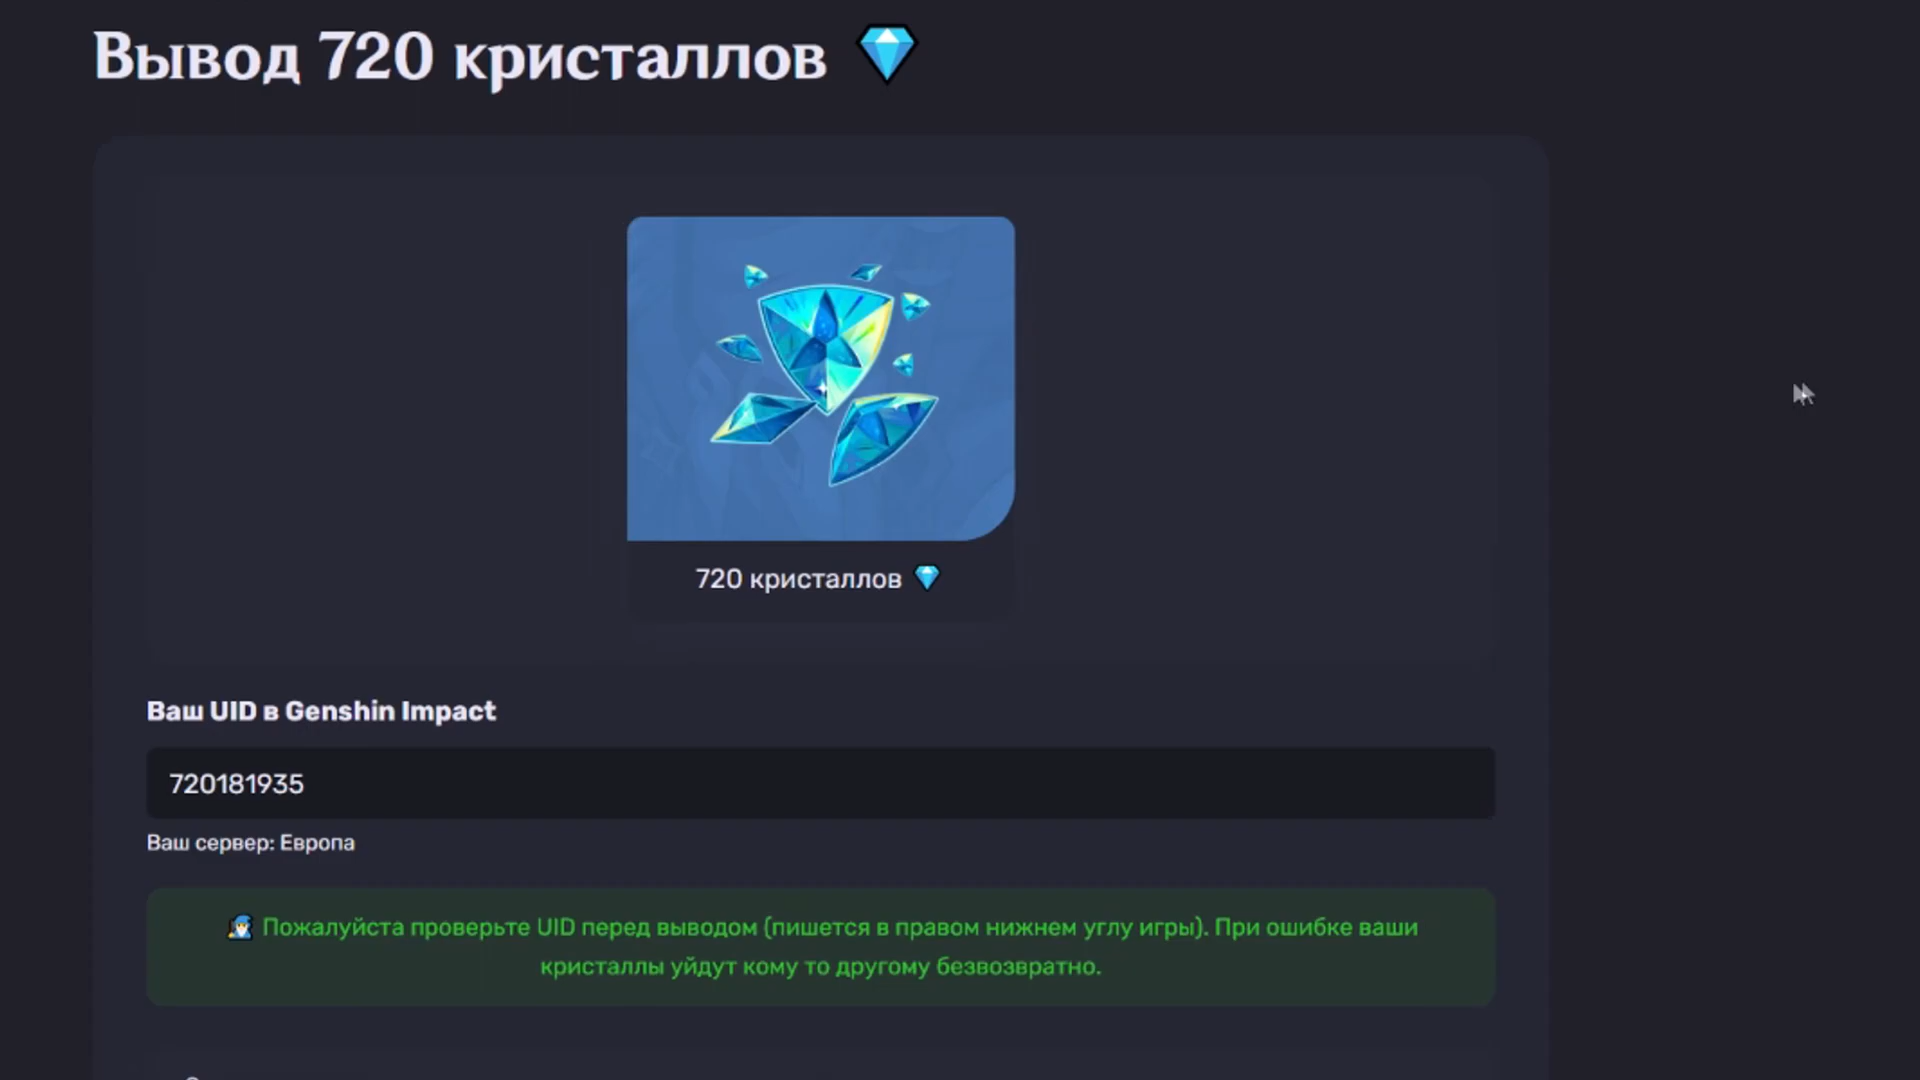 Вывод 720 кристаллов
720 кристаллов
Ваш UID в Genshin Impact
720181935
Ваш сервер: Европа
Пожалуйста проверьте UID перед выводом (пишется в правом нижнем углу игры). При ошибке ваши
кристаллы уйдут кому то другому безвозвратно.